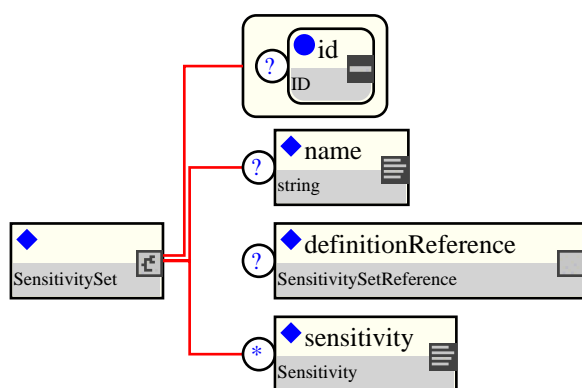 ? id
ID
? name
string
SensitivitySet
? definitionReference
SensitivitySetReference
* sensitivity
Sensitivity